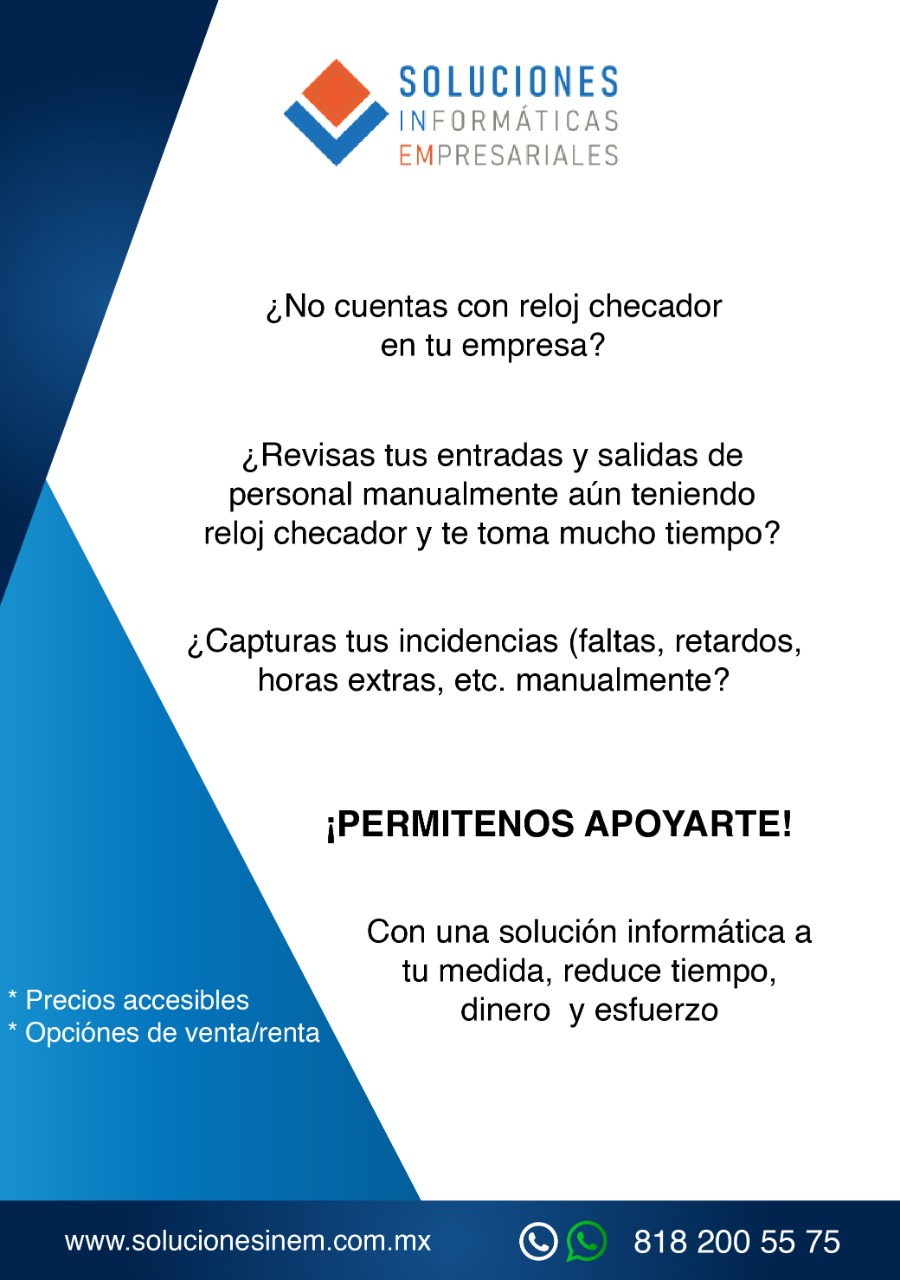 SOLUCIONES
INFORMÁTICAS
EMPRESARIALES
¿No cuentas con reloj checador
en tu empresa?
¿Revisas tus entradas y salidas de
personal manualmente aún teniendo
reloj checador y te toma mucho tiempo?
¿Capturas tus incidencias (faltas, retardos,
horas extras, etc. manualmente?
¡PERMITENOS APOYARTE!
Con una solución informática a
tu medida, reduce tiempo,
dinero  y esfuerzo
* Precios accesibles
* Opciónes de venta/renta
www.solucionesinem.com.mx
818 200 55 75